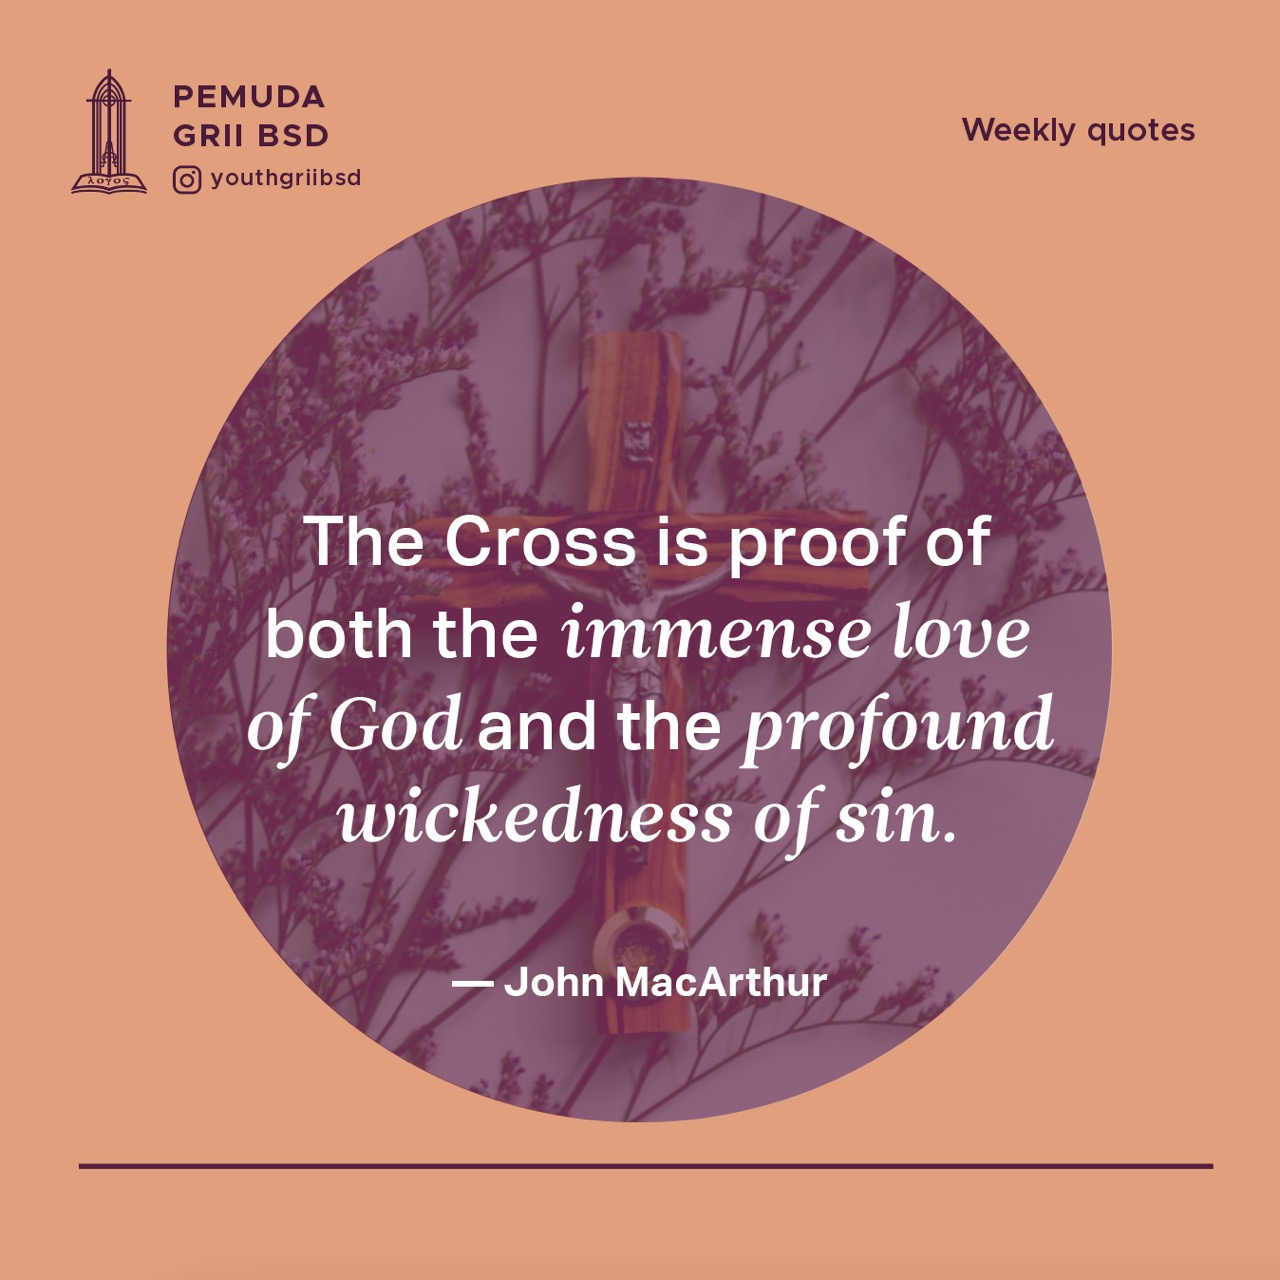 PEMUDA
GRII BSD
youthgriibsd
λογος
Weekly quotes
The Cross is proof of
both the immense love
of God and the profound
wickedness of sin.
— John MacArthur